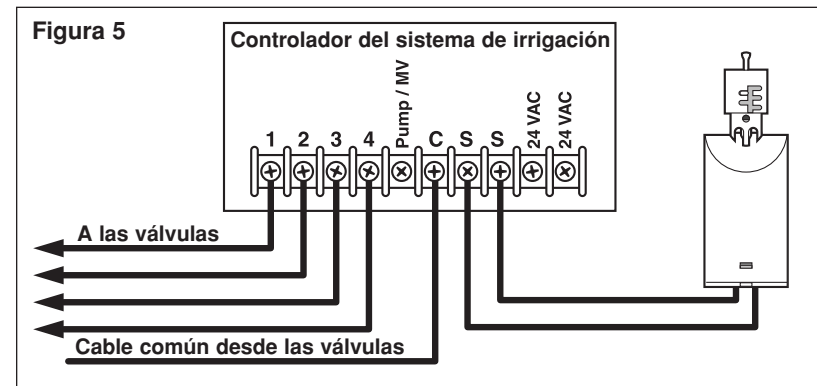 Figura 5
Controlador del sistema de irrigación
1 2 3 4 Pump / MV C S S 24 VAC 24 VAC
A las válvulas
Cable común desde las válvulas